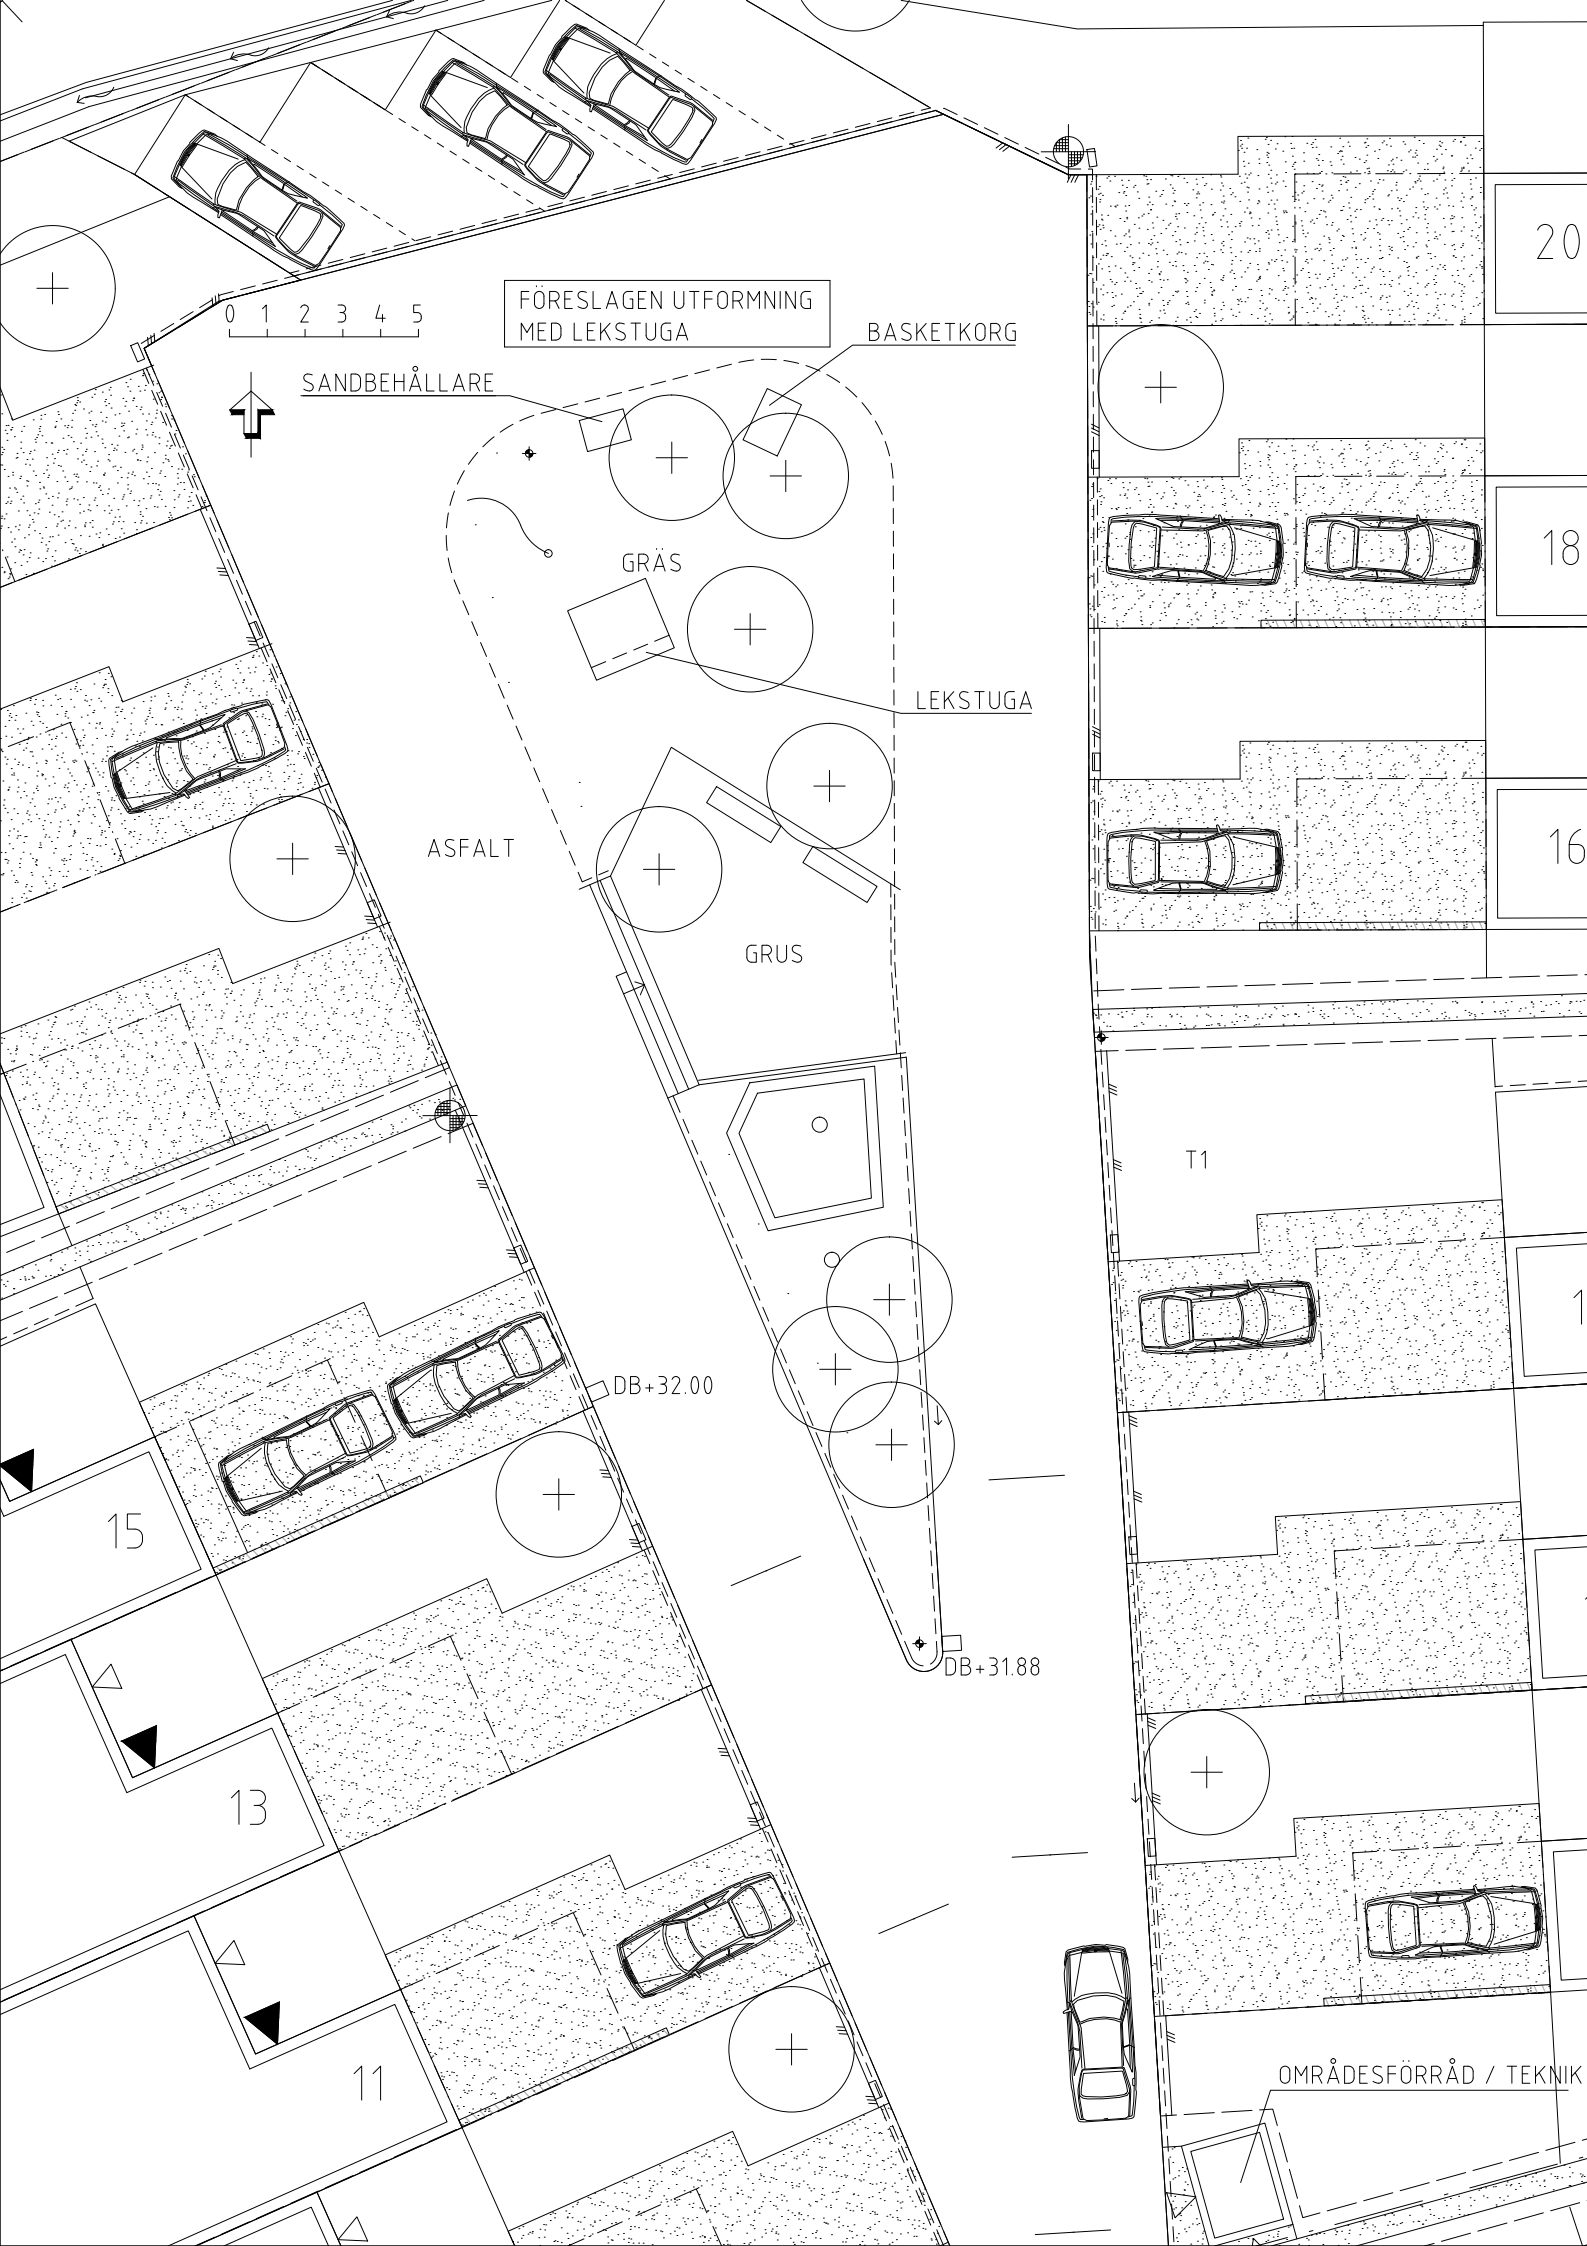 20
FÖRESLAGEN UTFORMNING
MED LEKSTUGA
0 1 2 3 4 5
BASKETKORG
SANDBEHÅLLARE
18
GRÄS
LEKSTUGA
ASFALT
16
GRUS
T1
DB+32.00
15
DB+31.88
13
11
OMRÅDESFÖRRÅD / TEKNIK